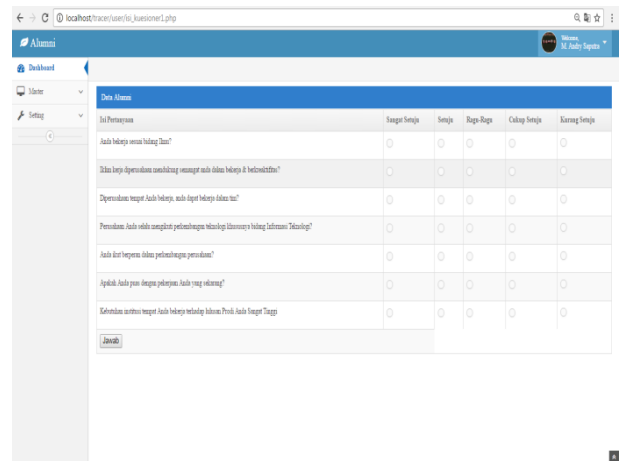 localhost/tracer/user/isi_kuesioner1.php
Alumni
Welcome,
M. Andry Saputra
Dashboard
Master
Setting
Data Alumni
Isi Pertanyaan Sangat Setuju Setuju Ragu-Ragu Cukup Setuju Kurang Setuju
Anda bekerja sesuai bidang Ilmu?
Iklim kerja diperusahaan mendukung semangat anda dalam bekerja & berkreaktifitas?
Diperusahaan tempat Anda bekerja, anda dapat bekerja dalam tim?
Perusahaan Anda selalu mengikuti perkembangan teknologi khususnya bidang Informasi Teknologi?
Anda ikut berperan dalam perkembangan perusahaan?
Apakah Anda puas dengan pekerjaan Anda yang sekarang?
Kebutuhan institusi tempat Anda bekerja terhadap lulusan Prodi Anda Sangat Tinggi
Jawab